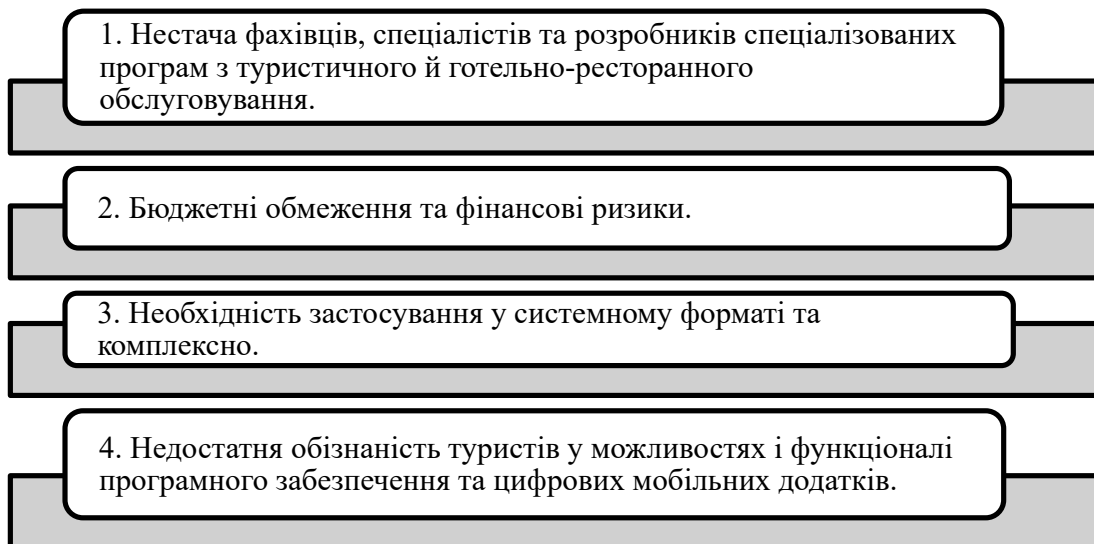 1. Нестача фахівців, спеціалістів та розробників спеціалізованих
програм з туристичного й готельно-ресторанного
обслуговування.
2. Бюджетні обмеження та фінансові ризики.
3. Необхідність застосування у системному форматі та
комплексно.
4. Недостатня обізнаність туристів у можливостях і функціоналі
програмного забезпечення та цифрових мобільних додатків.